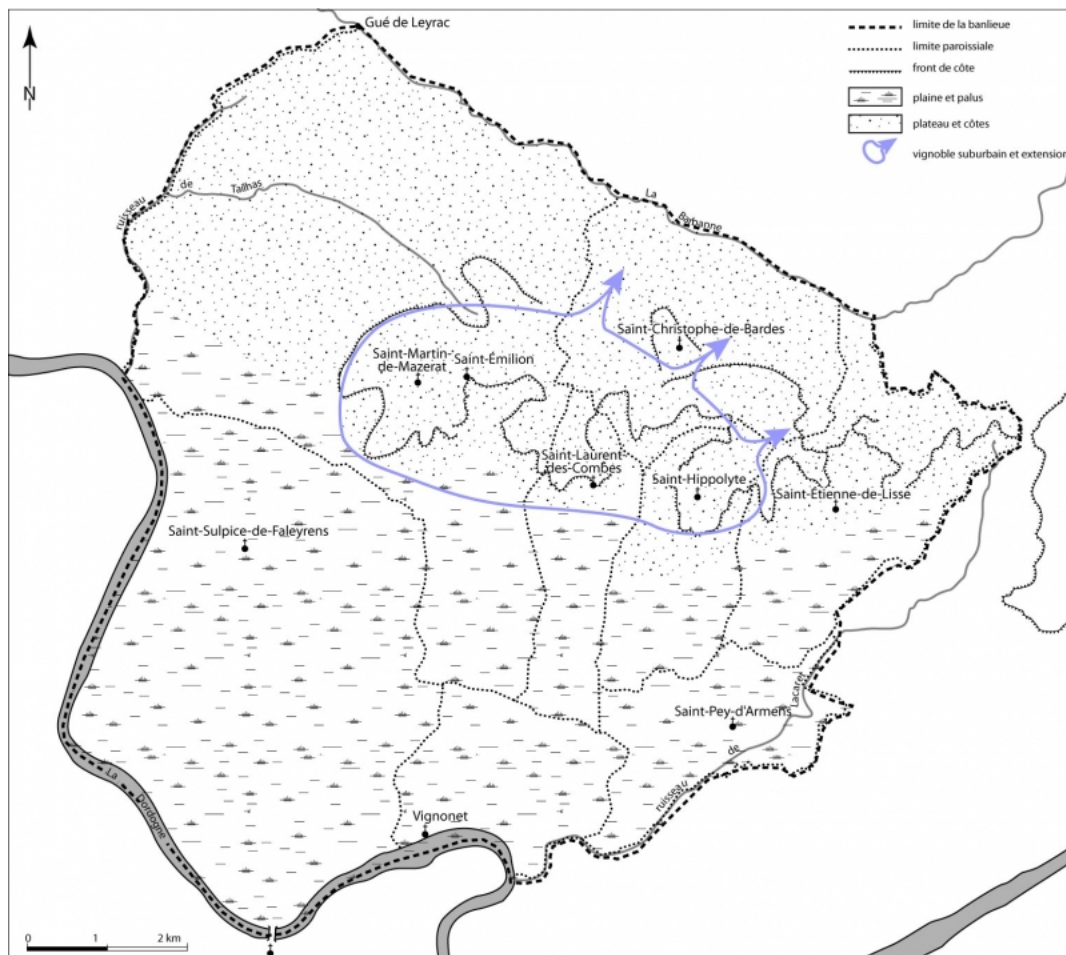 Gué de Leyrac
limite de la banlieue
limite paroissiale
front de côte
plaine et palus
plateau et côtes
vignoble suburbain et extension
N
ruisseau de Tailhas
La Barbanne
Saint-Christophe-de-Bardes
Saint-Martin-
de-Mazerat
Saint-Émilion
Saint-Laurent
des-Combes
Saint-Hippolyte
Saint-Étienne-de-Lisse
Saint-Sulpice-de-Faleyrens
Saint-Pey-d'Armens
ruisseau de Lacaret
La Dordogne
Vignonet
0 1 2 km